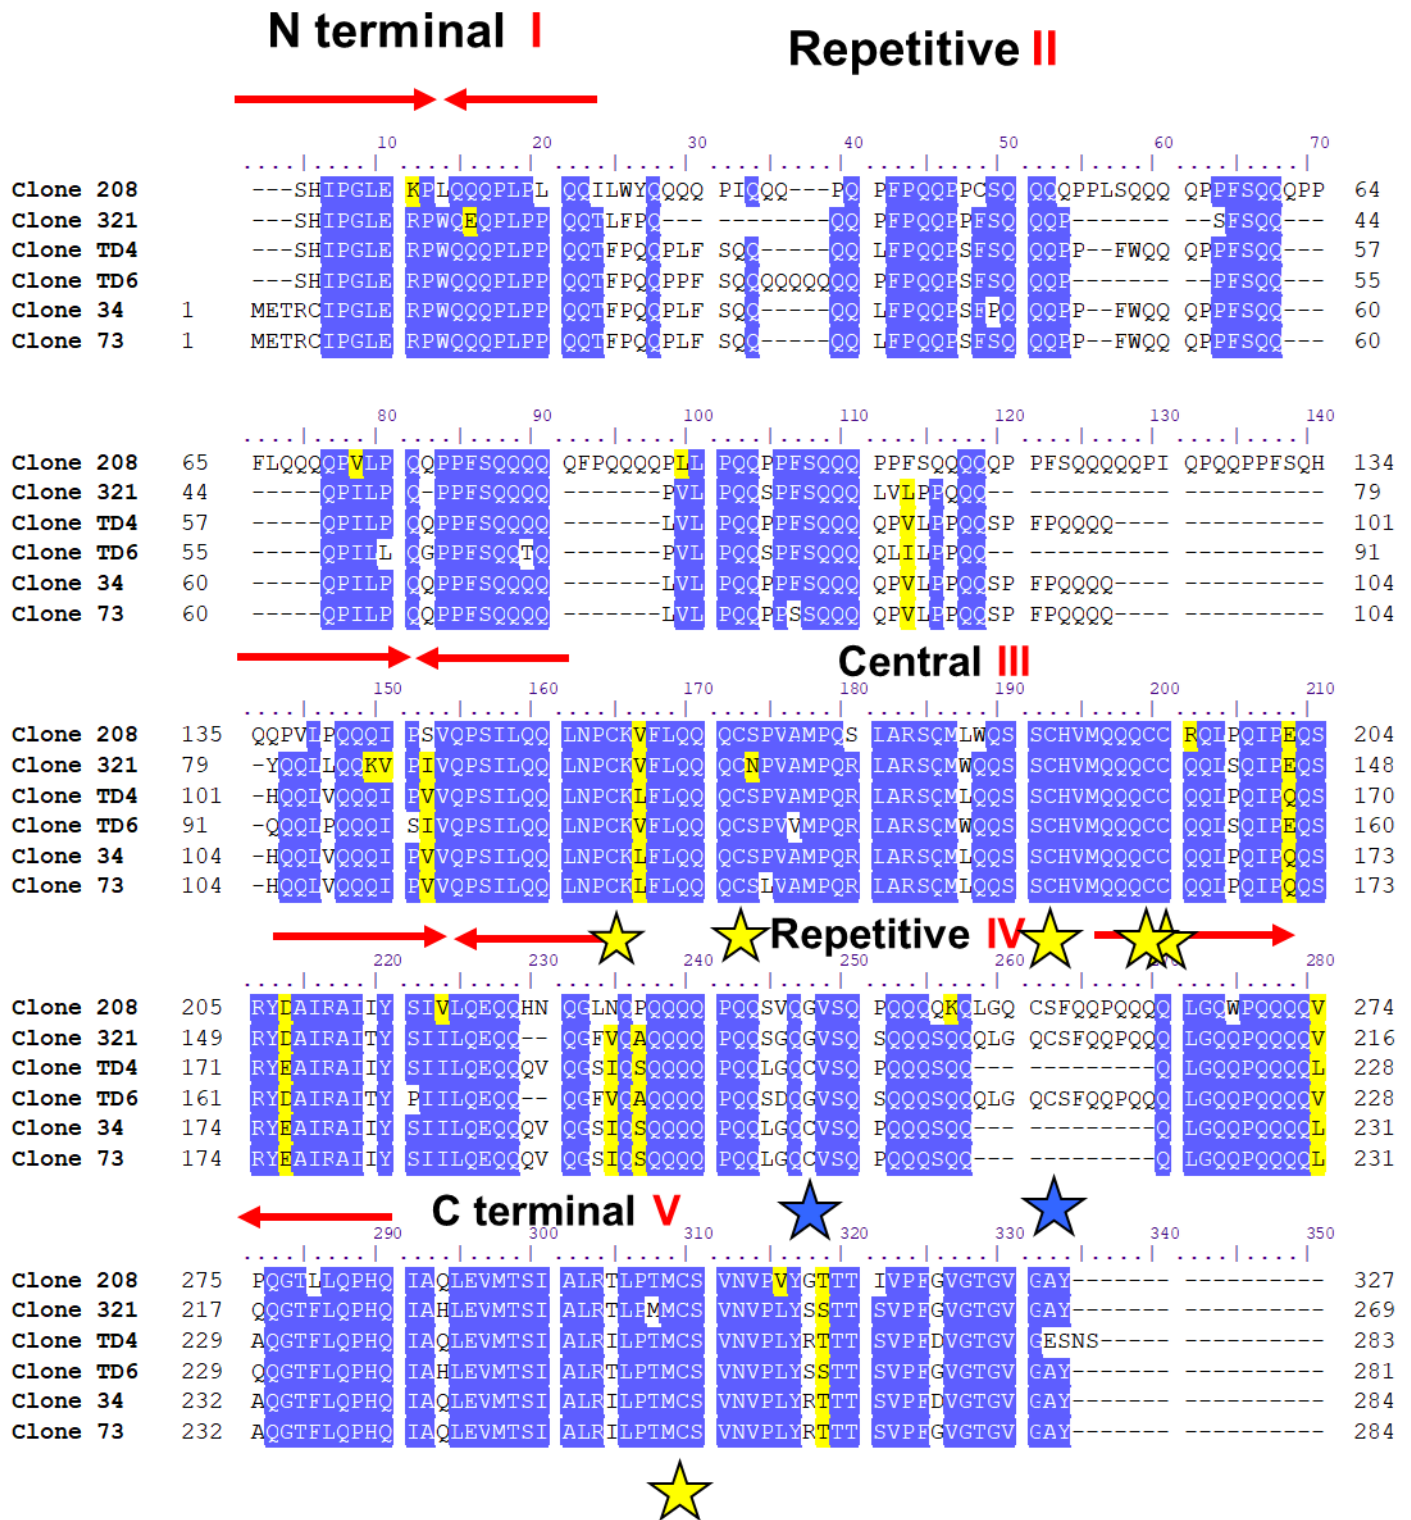 N terminal I
Repetitive II
10 20 30 40 50 60 70
Clone 208 ---SHIPGLE KPLQQQPLPL QQILWYQQQQ PIQQQ---PQ PFPQQPPCSQ QQQPPLSQQQ QPPFSQQQPP 64
Clone 321 ---SHIPGLE RPWQEQPLPP QQTLFPQ--- -------QQ PFPQQPPFSQ QQP------- --SFSQQ--- 44
Clone TD4 ---SHIPGLE RPWQQQPLPP QQTFPQQPLF SQQ-----QQ LFPQQPSFSQ QQPP--FWQQ QPPFSQQ--- 57
Clone TD6 ---SHIPGLE RPWQQQPLPP QQTFPQQPPF SQQQQQQQQQ PFPQQPSFSQ QQP------- --PFSQQ--- 55
Clone 34 1 METRCIPGLE RPWQQQPLPP QQTFPQQPLF SQQ-----QQ LFPQQPSFPQ QQPP--FWQQ QPPFSQQ--- 60
Clone 73 1 METRCIPGLE RPWQQQPLPP QQTFPQQPLF SQQ-----QQ LFPQQPSFSQ QQPP--FWQQ QPPFSQQ--- 60
80 90 100 110 120 130 140
Clone 208 65 FLQQQQPVLP QQPPFSQQQQ QFPQQQQPLL PQQPPFSQQQ PPFSQQQQQP PFSQQQQQPI QPQQPPFSQH 134
Clone 321 44 -----QPILP Q-PPFSQQQQ -------PVL PQQSPFSQQQ LVLPPQQQ-- ---------- ---------- 79
Clone TD4 57 -----QPILP QQPPFSQQQQ -------LVL PQQPPFSQQQ QPVLPPQQSP FPQQQQ---- ---------- 101
Clone TD6 55 -----QPILL QGPPFSQQTQ -------PVL PQQSPFSQQQ QLILPPQQ-- ---------- ---------- 91
Clone 34 60 -----QPILP QQPPFSQQQQ -------LVL PQQPPFSQQQ QPVLPPQQSP FPQQQQ---- ---------- 104
Clone 73 60 -----QPILP QQPPFSQQQQ -------LVL PQQPPSSQQQ QPVLPPQQSP FPQQQQ---- ---------- 104
Central III
150 160 170 180 190 200 210
Clone 208 135 QQPVLPQQQI PSVQPSILQQ LNPCKVFLQQ QCSPVAMPQS LARSQMLWQS SCHVMQQQCC RQLPQIPEQS 204
Clone 321 79 -YQQLLQQKV PIVQPSILQQ LNPCKVFLQQ QCNPVAMPQR LARSQMWQQS SCHVMQQQCC QQLSQIPEQS 148
Clone TD4 101 -HQQLVQQQI PVVQPSILQQ LNPCKLFLQQ QCSPVAMPQR LARSQMLQQS SCHVMQQQCC QQLPQIPQQS 170
Clone TD6 91 -QQQLPQQQI SIVQPSILQQ LNPCKVFLQQ QCSPVVMPQR LARSQMWQQS SCHVMQQQCC QQLSQIPEQS 160
Clone 34 104 -HQQLVQQQI PVVQPSILQQ LNPCKLFLQQ QCSPVAMPQR LARSQMLQQS SCHVMQQQCC QQLPQIPQQS 173
Clone 73 104 -HQQLVQQQI PVVQPSILQQ LNPCKLFLQQ QCSLVAMPQR LARSQMLQQS SCHVMQQQCC QQLPQIPQQS 173
Repetitive IV
220 230 240 250 260 280
Clone 208 205 RYDAIRAIIY SIVLQEQQHN QGLNQPQQQQ PQQSVQGVSQ PQQQQKQLGQ CSFQQPQQQQ LGQWPQQQQV 274
Clone 321 149 RYDAIRAITY SIILQEQQ-- QGFVQAQQQQ PQQSGQGVSQ SQQQSQQQLG QCSFQQPQQQ LGQQPQQQQV 216
Clone TD4 171 RYEAIRAIIY SIILQEQQQV QGSIQSQQQQ PQQLGQCVSQ PQQQSQQ--- ---------Q LGQQPQQQQL 228
Clone TD6 161 RYDAIRAITY PIILQEQQ-- QGFVQAQQQQ PQQSDQGVSQ SQQQSQQQLG QCSFQQPQQQ LGQQPQQQQV 228
Clone 34 174 RYEAIRAIIY SIILQEQQQV QGSIQSQQQQ PQQLGQCVSQ PQQQSQQ--- ---------Q LGQQPQQQQL 231
Clone 73 174 RYEAIRAIIY SIILQEQQQV QGSIQSQQQQ PQQLGQCVSQ PQQQSQQ--- ---------Q LGQQPQQQQL 231
C terminal V
290 300 310 320 330 340 350
Clone 208 275 PQGTLLQPHQ IAQLEVMTSI ALRTLPTMCS VNVPVYGTTT IVPFGVGTGV GAY------- ---------- 327
Clone 321 217 QQGTFLQPHQ IAHLEVMTSI ALRTLPMMCS VNVPLYSSTT SVPFGVGTGV GAY------- ---------- 269
Clone TD4 229 AQGTFLQPHQ IAQLEVMTSI ALRILPTMCS VNVPLYRTTT SVPFDVGTGV GESNS----- ---------- 283
Clone TD6 229 QQGTFLQPHQ IAHLEVMTSI ALRTLPTMCS VNVPLYSSTT SVPFGVGTGV GAY------- ---------- 281
Clone 34 232 AQGTFLQPHQ IAQLEVMTSI ALRILPTMCS VNVPLYRTTT SVPFDVGTGV GAY------- ---------- 284
Clone 73 232 AQGTFLQPHQ IAQLEVMTSI ALRILPTMCS VNVPLYRTTT SVPFGVGTGV GAY------- ---------- 284